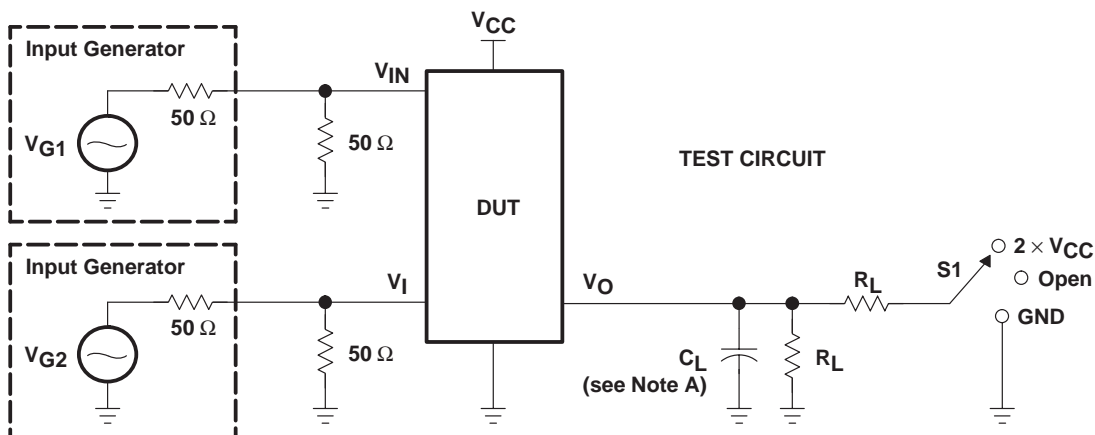 Input Generator
VCC
50 Ω
VIN
VG1
50 Ω
TEST CIRCUIT
DUT
Input Generator
50 Ω
VI
VO
RL
S1
2 × VCC
Open
GND
VG2
50 Ω
CL
(see Note A)
RL